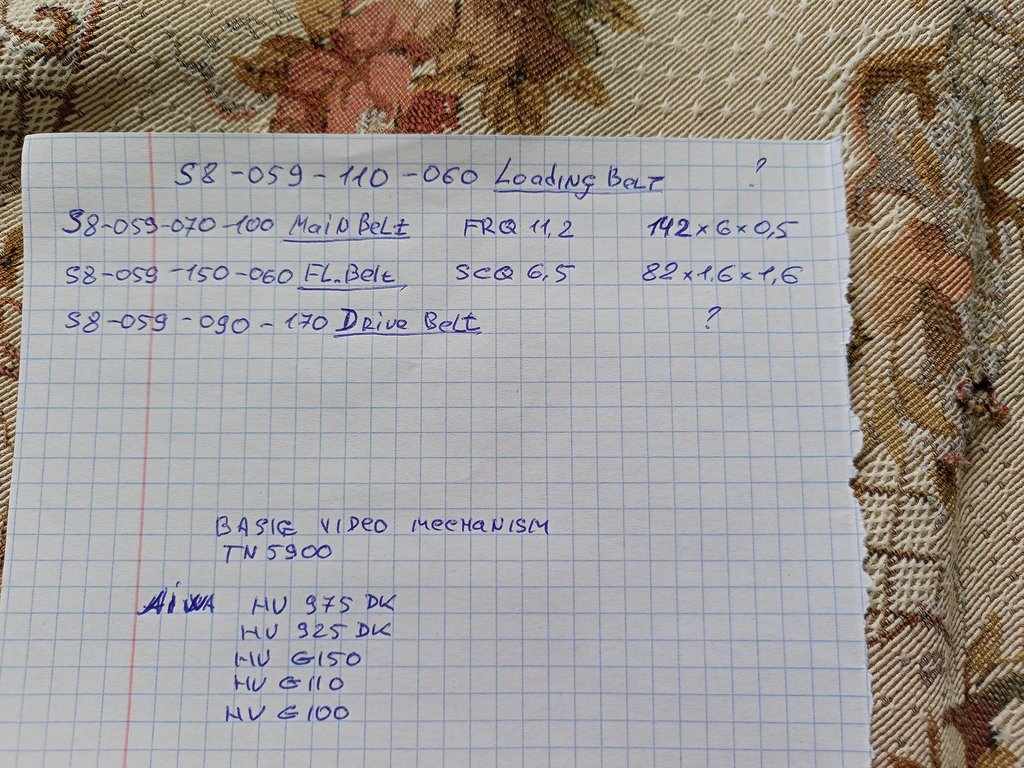 S8-059-110-060 Loading Belt ?
S8-059-070-100 Main Belt FRQ 11,2 142×6×0,5
S8-059-150-060 FL. Belt SCQ 6,5 82×1,6×1,6
S8-059-090-170 Drive Belt ?
BASIC VIDEO MECHANISM
TN 5900
AiWA HV 975 DK
HV 925 DK
HV G150
HV G110
HV G100